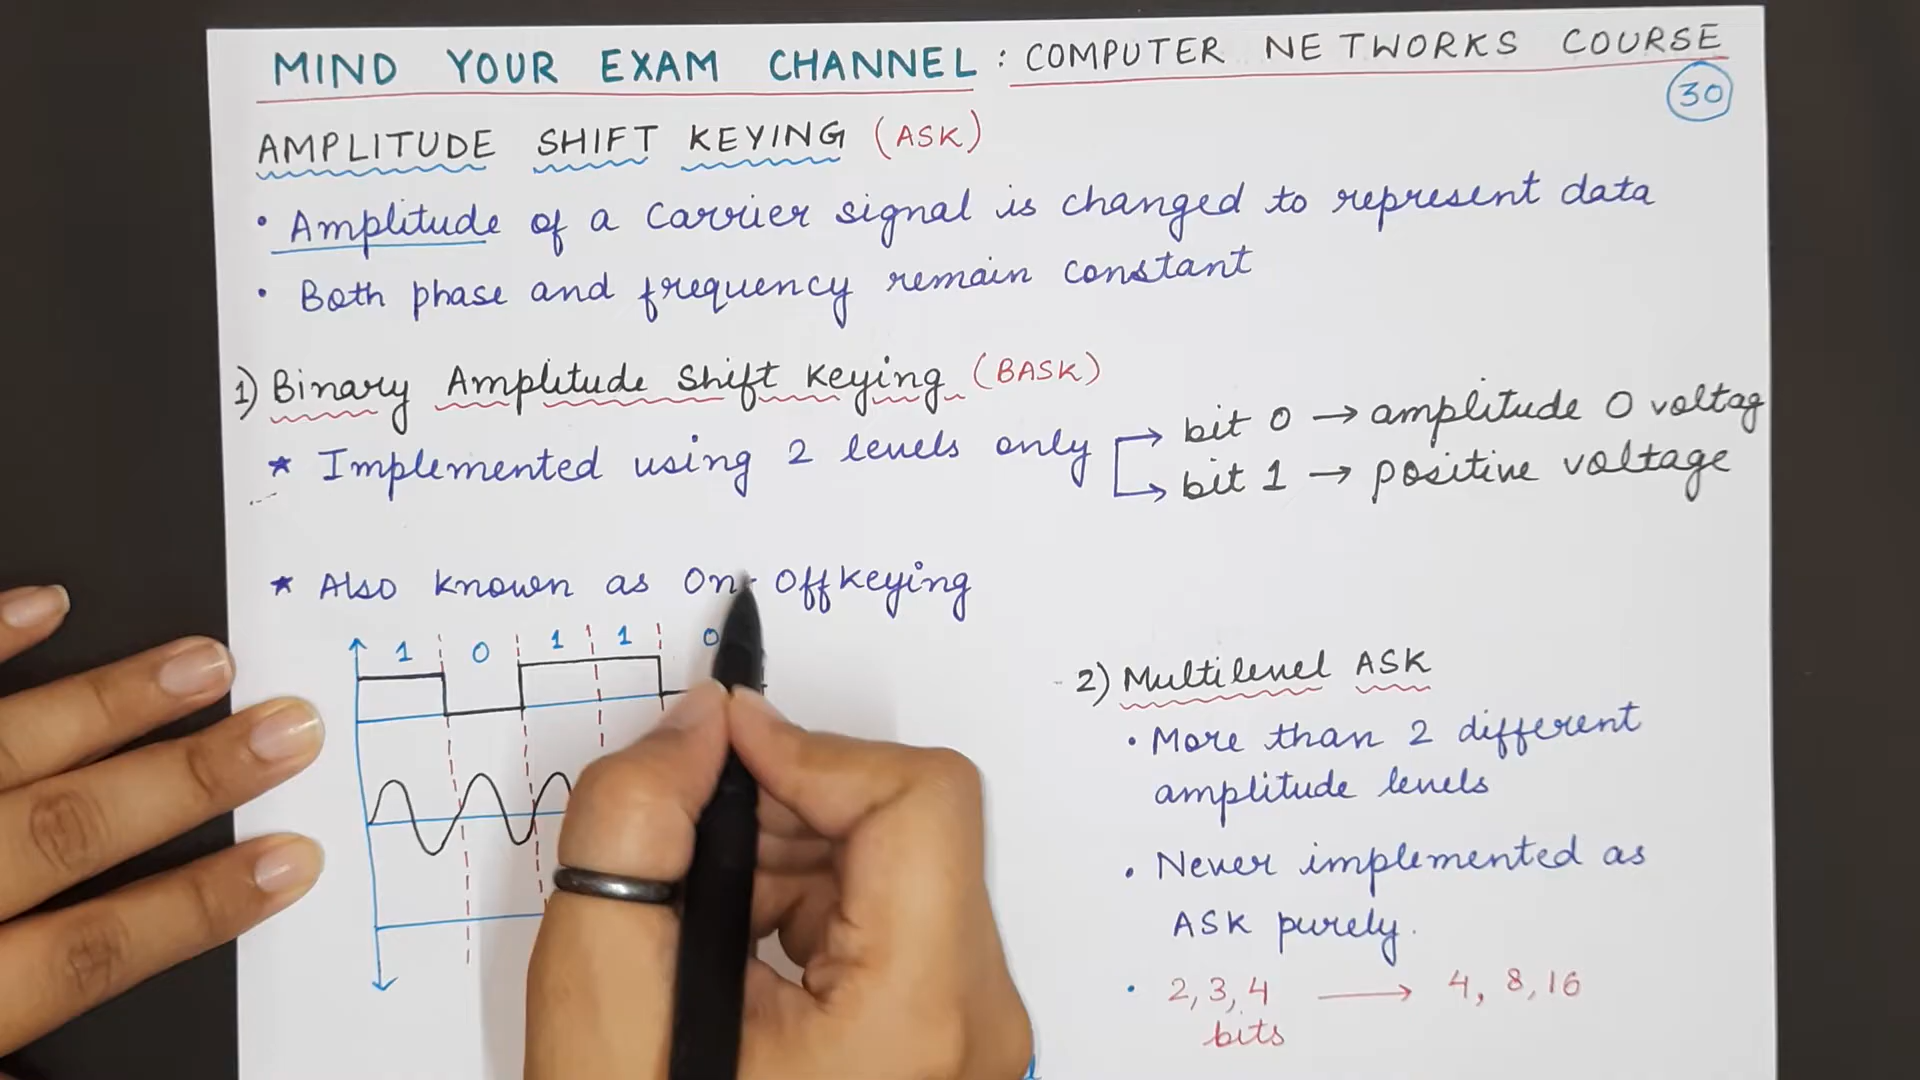 MIND YOUR EXAM CHANNEL : COMPUTER NETWORKS COURSE
30
AMPLITUDE SHIFT KEYING (ASK)
• Amplitude of a carrier signal is changed to represent data
• Both phase and frequency remain constant
1) Binary Amplitude Shift Keying (BASK)
* Implemented using 2 levels only
bit 0 → amplitude 0 voltag
bit 1 → positive voltage
* Also known as On-Off keying
1 0 1 1 0
2) Multilevel ASK
• More than 2 different
amplitude levels
• Never implemented as
ASK purely.
• 2, 3, 4 → 4, 8, 16
bits